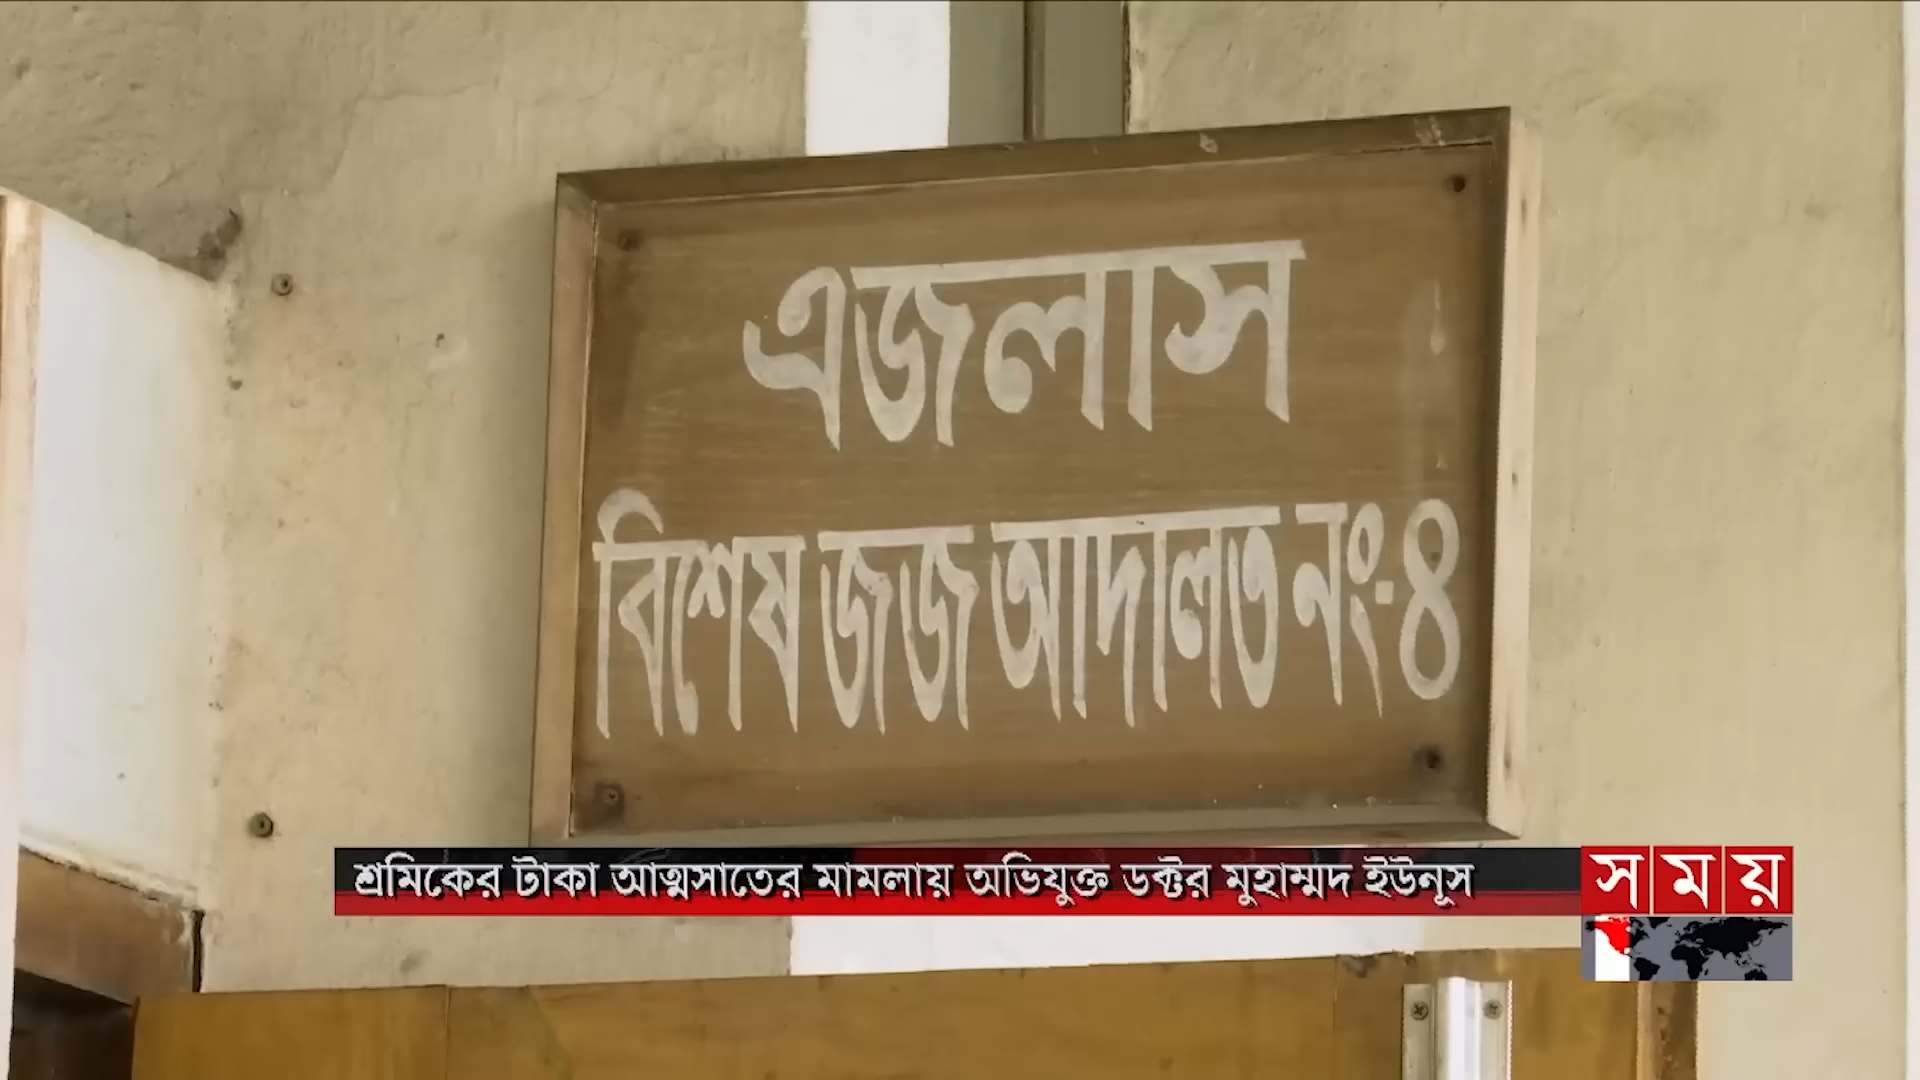 এজলাস
বিশেষ জজ আদালত নং-৪
শ্রমিকের টাকা আত্মসাতের মামলায় অভিযুক্ত ডক্টর মুহাম্মদ ইউনূস
সময়